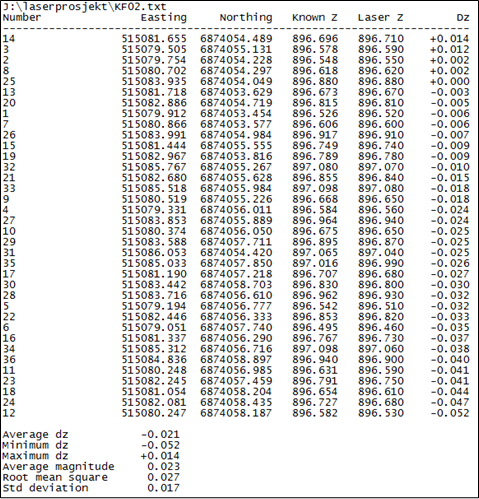 J:\laserprosjekt\KF02.txt
Number Easting Northing Known Z Laser Z Dz
14 515081.655 6874054.489 896.696 896.710 +0.014
3 515079.505 6874055.131 896.578 896.590 +0.012
2 515079.754 6874054.228 896.548 896.550 +0.002
8 515080.702 6874054.297 896.618 896.620 +0.002
25 515083.935 6874054.049 896.880 896.880 +0.000
13 515081.718 6874053.629 896.673 896.670 -0.003
20 515082.886 6874054.719 896.815 896.810 -0.005
1 515079.912 6874053.454 896.526 896.520 -0.006
7 515080.866 6874053.577 896.606 896.600 -0.006
26 515083.991 6874054.984 896.917 896.910 -0.007
15 515081.444 6874055.555 896.749 896.740 -0.009
19 515082.967 6874053.816 896.789 896.780 -0.009
32 515085.767 6874055.267 897.080 897.070 -0.010
21 515082.680 6874055.628 896.855 896.840 -0.015
33 515085.518 6874055.984 897.098 897.080 -0.018
9 515080.519 6874055.226 896.668 896.650 -0.018
4 515079.331 6874056.011 896.584 896.560 -0.024
27 515083.853 6874055.889 896.964 896.940 -0.024
10 515080.374 6874056.050 896.675 896.650 -0.025
29 515083.588 6874057.711 896.895 896.870 -0.025
31 515086.053 6874054.420 897.065 897.040 -0.025
35 515085.033 6874057.850 897.016 896.990 -0.026
17 515081.190 6874057.218 896.707 896.680 -0.027
30 515083.442 6874058.703 896.830 896.800 -0.030
28 515083.716 6874056.610 896.962 896.930 -0.032
5 515079.194 6874056.777 896.542 896.510 -0.032
22 515082.446 6874056.333 896.853 896.820 -0.033
6 515079.051 6874057.740 896.495 896.460 -0.035
16 515081.337 6874056.290 896.767 896.730 -0.037
34 515085.312 6874056.716 897.098 897.060 -0.038
36 515084.836 6874058.897 896.940 896.900 -0.040
11 515080.248 6874056.985 896.631 896.590 -0.041
23 515082.245 6874057.459 896.791 896.750 -0.041
18 515081.054 6874058.204 896.654 896.610 -0.044
24 515082.081 6874058.435 896.727 896.680 -0.047
12 515080.247 6874058.187 896.582 896.530 -0.052
Average dz -0.021
Minimum dz -0.052
Maximum dz +0.014
Average magnitude 0.023
Root mean square 0.027
Std deviation 0.017